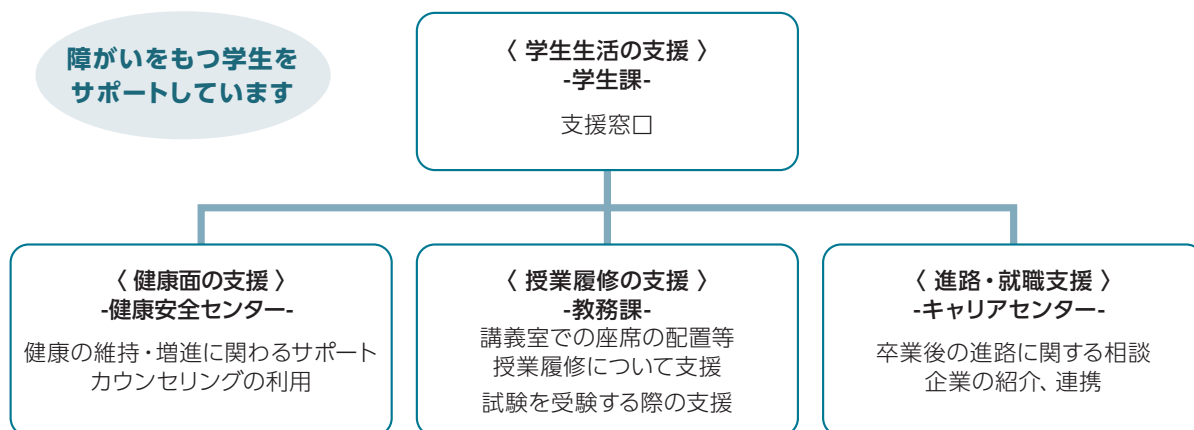 障がいをもつ学生を
サポートしています
〈 学生生活の支援 〉
-学生課-
支援窓口
〈 健康面の支援 〉
-健康安全センター-
健康の維持・増進に関わるサポート
カウンセリングの利用
〈 授業履修の支援 〉
-教務課-
講義室での座席の配置等
授業履修について支援
試験を受験する際の支援
〈 進路・就職支援 〉
-キャリアセンター-
卒業後の進路に関する相談
企業の紹介、連携